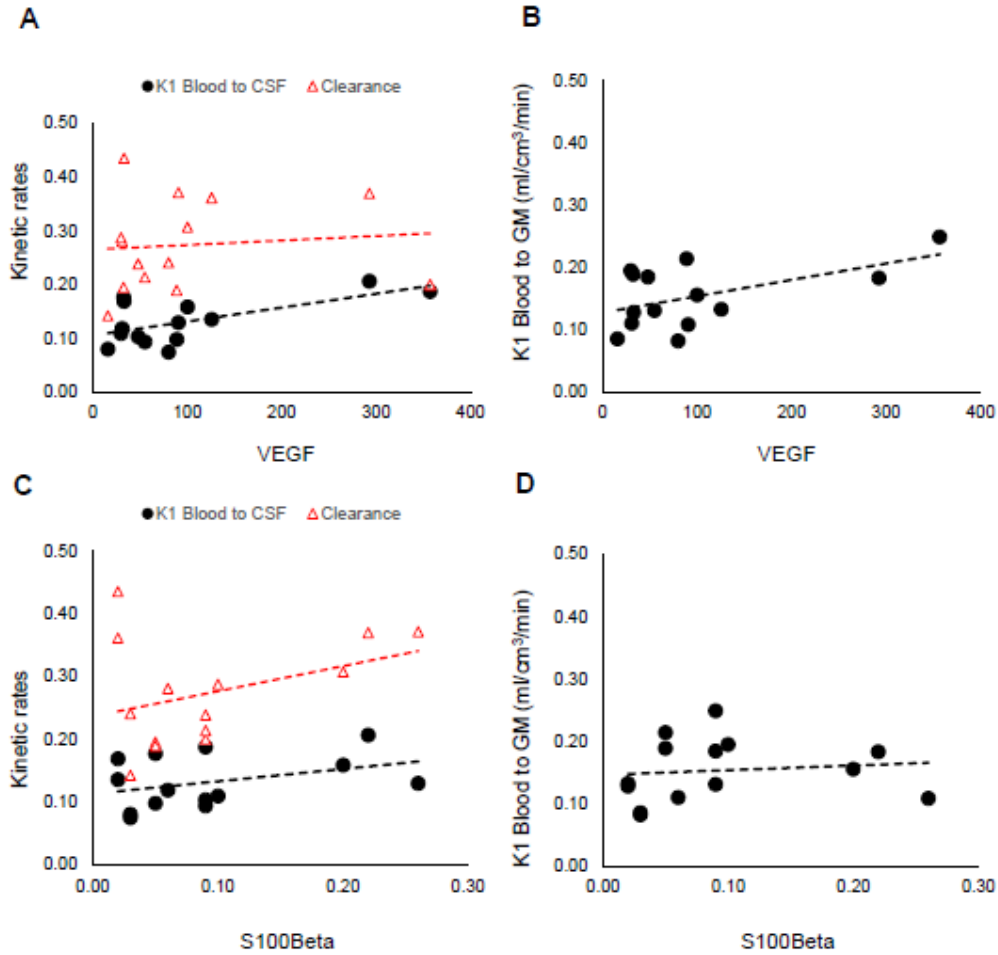 A
K1 Blood to CSF Clearance
Kinetic rates
0.50
0.40
0.30
0.20
0.10
0.00
0 100 200 300 400
VEGF
B
K1 Blood to GM (ml/cm³/min)
0.50
0.40
0.30
0.20
0.10
0.00
0 100 200 300 400
VEGF
C
K1 Blood to CSF Clearance
Kinetic rates
0.50
0.40
0.30
0.20
0.10
0.00
0.00 0.10 0.20 0.30
S100Beta
D
K1 Blood to GM (ml/cm³/min)
0.50
0.40
0.30
0.20
0.10
0.00
0.00 0.10 0.20 0.30
S100Beta